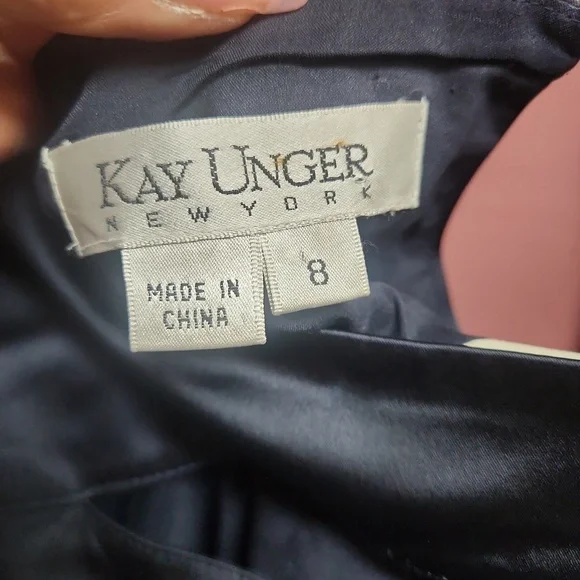 KAY UNGER
NEW YORK
MADE IN
CHINA
8